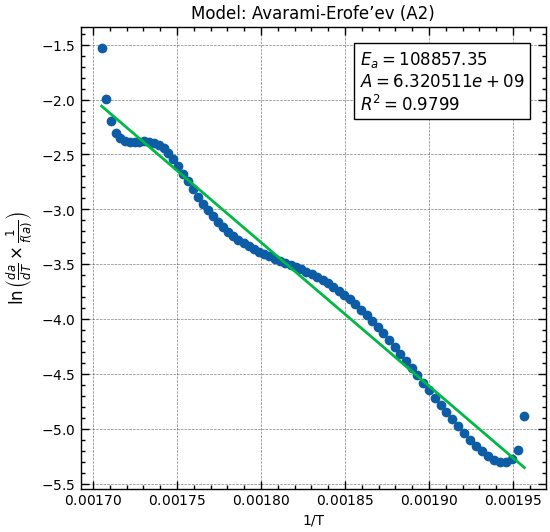 Model: Avarami-Erofe’ev (A2)
E_a = 108857.35
A = 6.320511e + 09
R^2 = 0.9799
−1.5
−2.0
−2.5
−3.0
−3.5
−4.0
−4.5
−5.0
−5.5
ln(da/dT × 1/f(a))
0.00170 0.00175 0.00180 0.00185 0.00190 0.00195
1/T